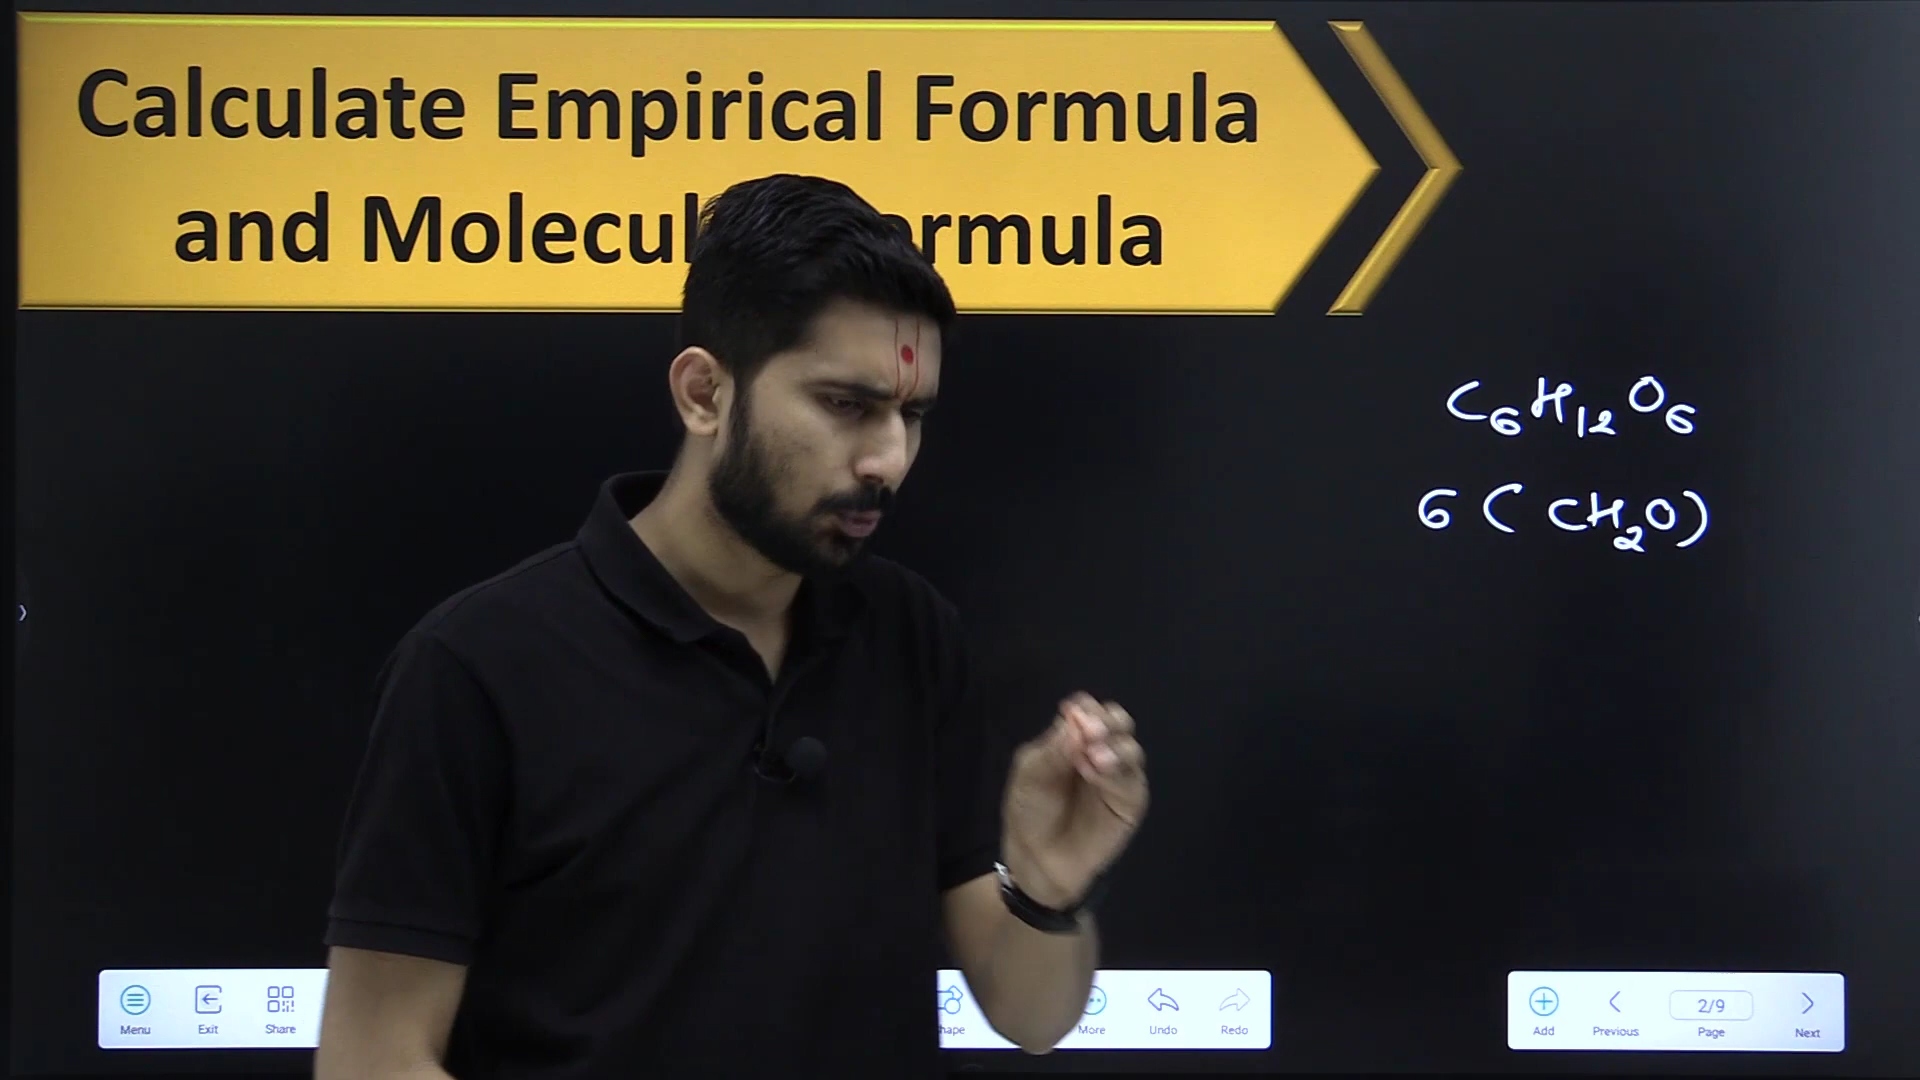 Calculate Empirical Formula
and Molecul rmula
C₆H₁₂O₆
6 (CH₂O)
Menu
Exit
Share
hape
More
Undo
Redo
Add
Previous
2/9
Page
Next